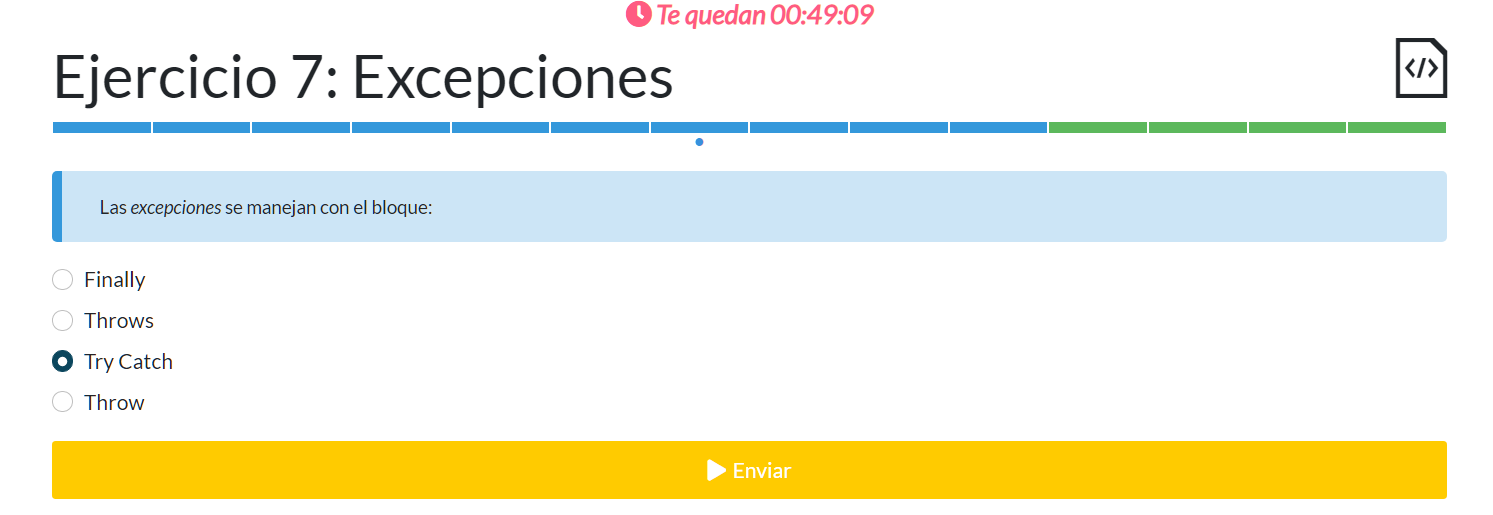 Te quedan 00:49:09
Ejercicio 7: Excepciones
</>
Las excepciones se manejan con el bloque:
Finally
Throws
Try Catch
Throw
Enviar